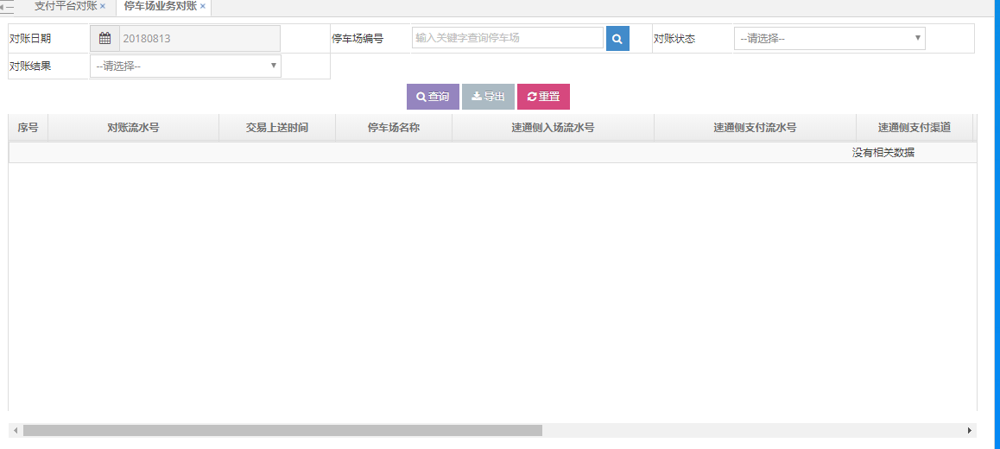 支付平台对账 × 停车场业务对账 ×
对账日期 20180813 停车场编号 输入关键字查询停车场 对账状态 --请选择--
对账结果 --请选择--
查询 导出 重置
序号 对账流水号 交易上送时间 停车场名称 速通侧入场流水号 速通侧支付流水号 速通侧支付渠道
没有相关数据